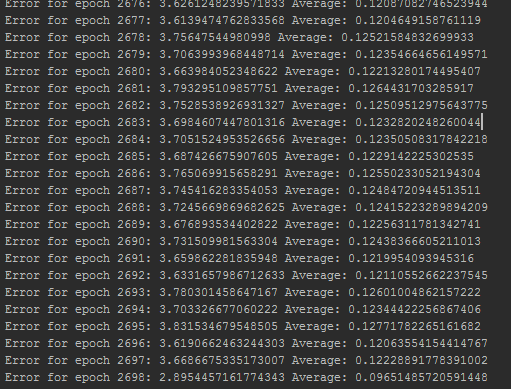 Error for epoch 2676: 3.6261248239571833 Average: 0.12087082746523944
Error for epoch 2677: 3.6139474762833568 Average: 0.1204649158761119
Error for epoch 2678: 3.75647544980998 Average: 0.12521584832699933
Error for epoch 2679: 3.7063993968448714 Average: 0.12354664656149571
Error for epoch 2680: 3.663984052348622 Average: 0.12213280174495407
Error for epoch 2681: 3.793295109857751 Average: 0.1264431703285917
Error for epoch 2682: 3.7528538926931327 Average: 0.12509512975643775
Error for epoch 2683: 3.6984607447801316 Average: 0.1232820248260044
Error for epoch 2684: 3.7051524953526656 Average: 0.12350508317842218
Error for epoch 2685: 3.687426675907605 Average: 0.1229142225302535
Error for epoch 2686: 3.765069915658291 Average: 0.12550233052194304
Error for epoch 2687: 3.745416283354053 Average: 0.12484720944513511
Error for epoch 2688: 3.7245669869682625 Average: 0.12415223289894209
Error for epoch 2689: 3.676893534402822 Average: 0.12256311781342741
Error for epoch 2690: 3.731509981563304 Average: 0.12438366605211013
Error for epoch 2691: 3.659862281835948 Average: 0.1219954093945316
Error for epoch 2692: 3.6331657986712633 Average: 0.12110552662237545
Error for epoch 2693: 3.780301458647167 Average: 0.12601004862157222
Error for epoch 2694: 3.703326677060222 Average: 0.12344422256867406
Error for epoch 2695: 3.831534679548505 Average: 0.12771782265161682
Error for epoch 2696: 3.6190662463244303 Average: 0.12063554154414767
Error for epoch 2697: 3.6686675335173007 Average: 0.12228891778391002
Error for epoch 2698: 2.8954457161774343 Average: 0.09651485720591448